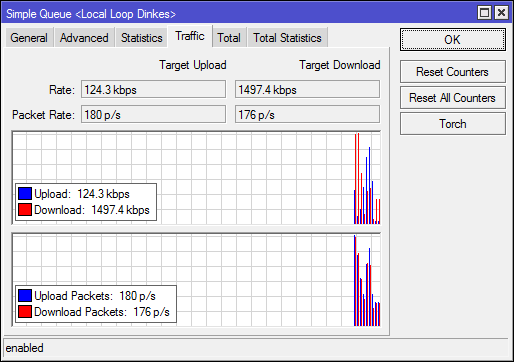 Simple Queue <Local Loop Dinkes>
General Advanced Statistics Traffic Total Total Statistics
OK
Target Upload Target Download
Rate: 124.3 kbps 1497.4 kbps
Reset Counters
Packet Rate: 180 p/s 176 p/s
Reset All Counters
Torch
Upload: 124.3 kbps
Download: 1497.4 kbps
Upload Packets: 180 p/s
Download Packets: 176 p/s
enabled